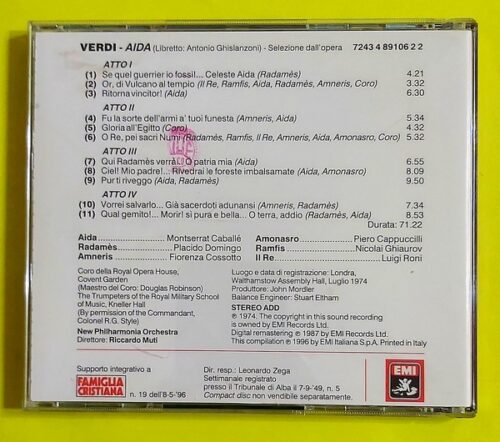 VERDI - AIDA (Libretto: Antonio Ghislanzoni) - Selezione dall'opera 7243 4 89106 2 2
ATTO I
(1) Se quel guerrier io fossi!... Celeste Aida (Radamès) 4.21
(2) Or, di Vulcano al tempio (Il Re, Ramfis, Aida, Radamès, Amneris, Coro) 3.32
(3) Ritorna vincitor! (Aida) 6.30
ATTO II
(4) Fu la sorte dell'armi a' tuoi funesta (Amneris, Aida) 5.34
(5) Gloria all'Egitto (Coro) 4.32
(6) O Re, pei sacri Numi (Radamès, Ramfis, Il Re, Amneris, Aida, Amonasro, Coro) 5.32
ATTO III
(7) Qui Radamès verrà... O patria mia (Aida) 6.55
(8) Ciel! Mio padre!... Rivedrai le foreste imbalsamate (Aida, Amonasro) 8.09
(9) Pur ti riveggo (Aida, Radamès) 9.50
ATTO IV
(10) Vorrei salvarlo... Già sacerdoti adunansi (Amneris, Radamès) 7.34
(11) Qual gemito!... Morir! sì pura e bella... O terra, addio (Radamès, Aida) 8.53
Durata: 71.22
Aida Montserrat Caballé
Radamès Placido Domingo
Amneris Fiorenza Cossotto
Amonasro Piero Cappuccilli
Ramfis Nicolai Ghiaurov
Il Re Luigi Roni
Coro della Royal Opera House,
Covent Garden
(Maestro del Coro: Douglas Robinson)
The Trumpeters of the Royal Military School
of Music, Kneller Hall
(By permission of the Commandant,
Colonel R.G. Style)
New Philharmonia Orchestra
Direttore: Riccardo Muti
Luogo e data di registrazione: Londra,
Walthamstow Assembly Hall, Luglio 1974
Produttore: John Mordler
Balance Engineer: Stuart Eltham
STEREO ADD
℗ 1974. The copyright in this sound recording
is owned by EMI Records Ltd.
Digital remastering ℗ 1987 by EMI Records Ltd.
This compilation ℗ 1996 by EMI Italiana S.p.A. Printed in Italy
Supporto integrativo a
FAMIGLIA
CRISTIANA
n. 19 dell'8-5-'96
Dir. resp.: Leonardo Zega
Settimanale registrato
presso il Tribunale di Alba il 7-9-'49, n. 5
Compact disc non vendibile separatamente.
EMI